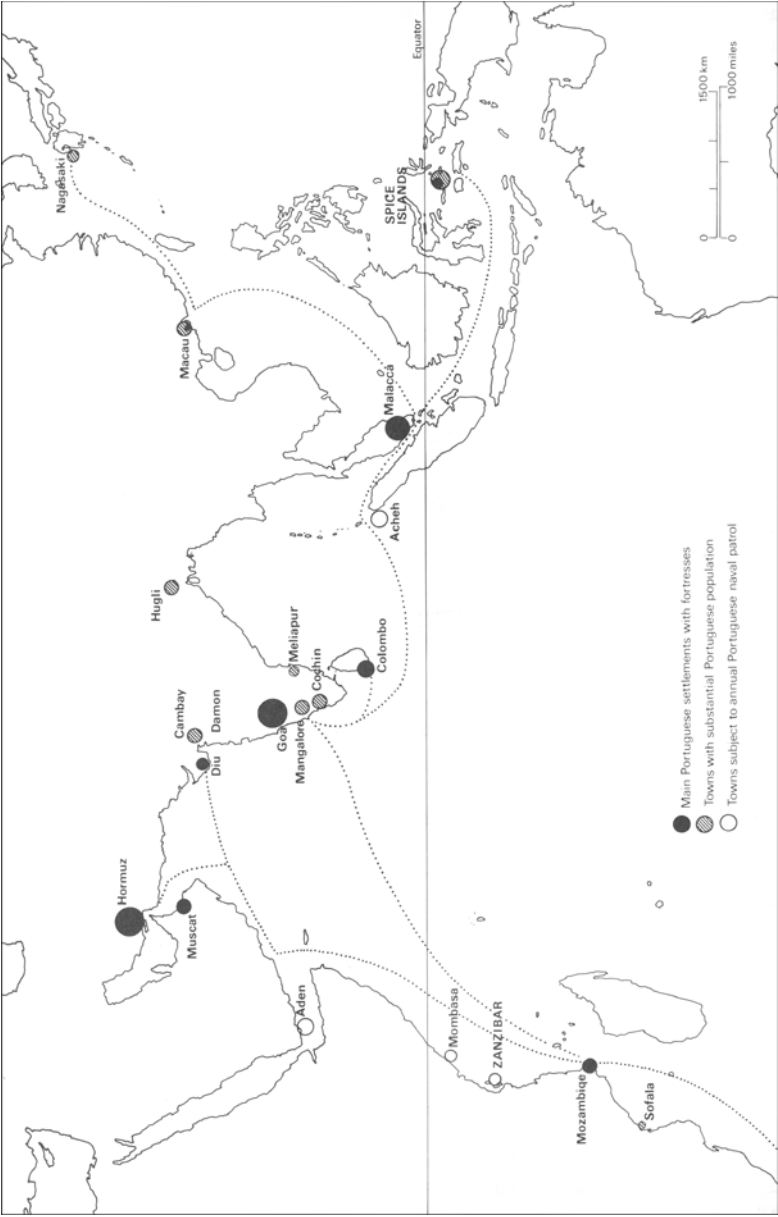 Nagasaki
Hormuz
Hugli
Cambay
Macau
Muscat
Damon
Diu
Goa
Meliapur
Aden
Mangalore
Cochin
Colombo
Malacca
Acheh
SPICE
ISLANDS
Equator
Mombasa
ZANZIBAR
Mozambiqe
Sofala
Main Portuguese settlements with fortresses
Towns with substantial Portuguese population
Towns subject to annual Portuguese naval patrol
0 1500 km
0 1000 miles